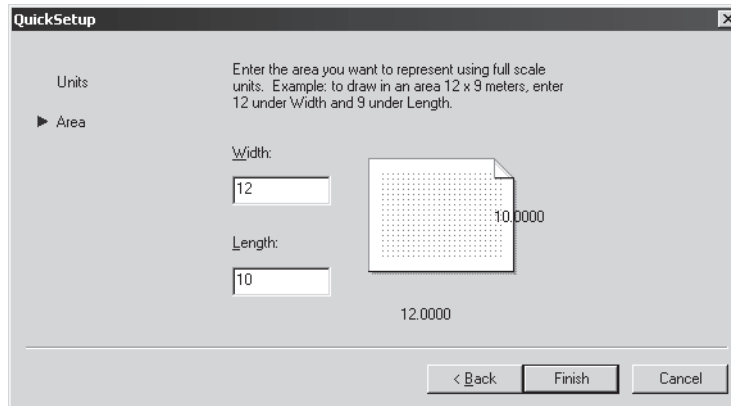 QuickSetup
Units
Area
Enter the area you want to represent using full scale
units. Example: to draw in an area 12 x 9 meters, enter
12 under Width and 9 under Length.
Width:
12
10.0000
Length:
10
12.0000
< Back
Finish
Cancel